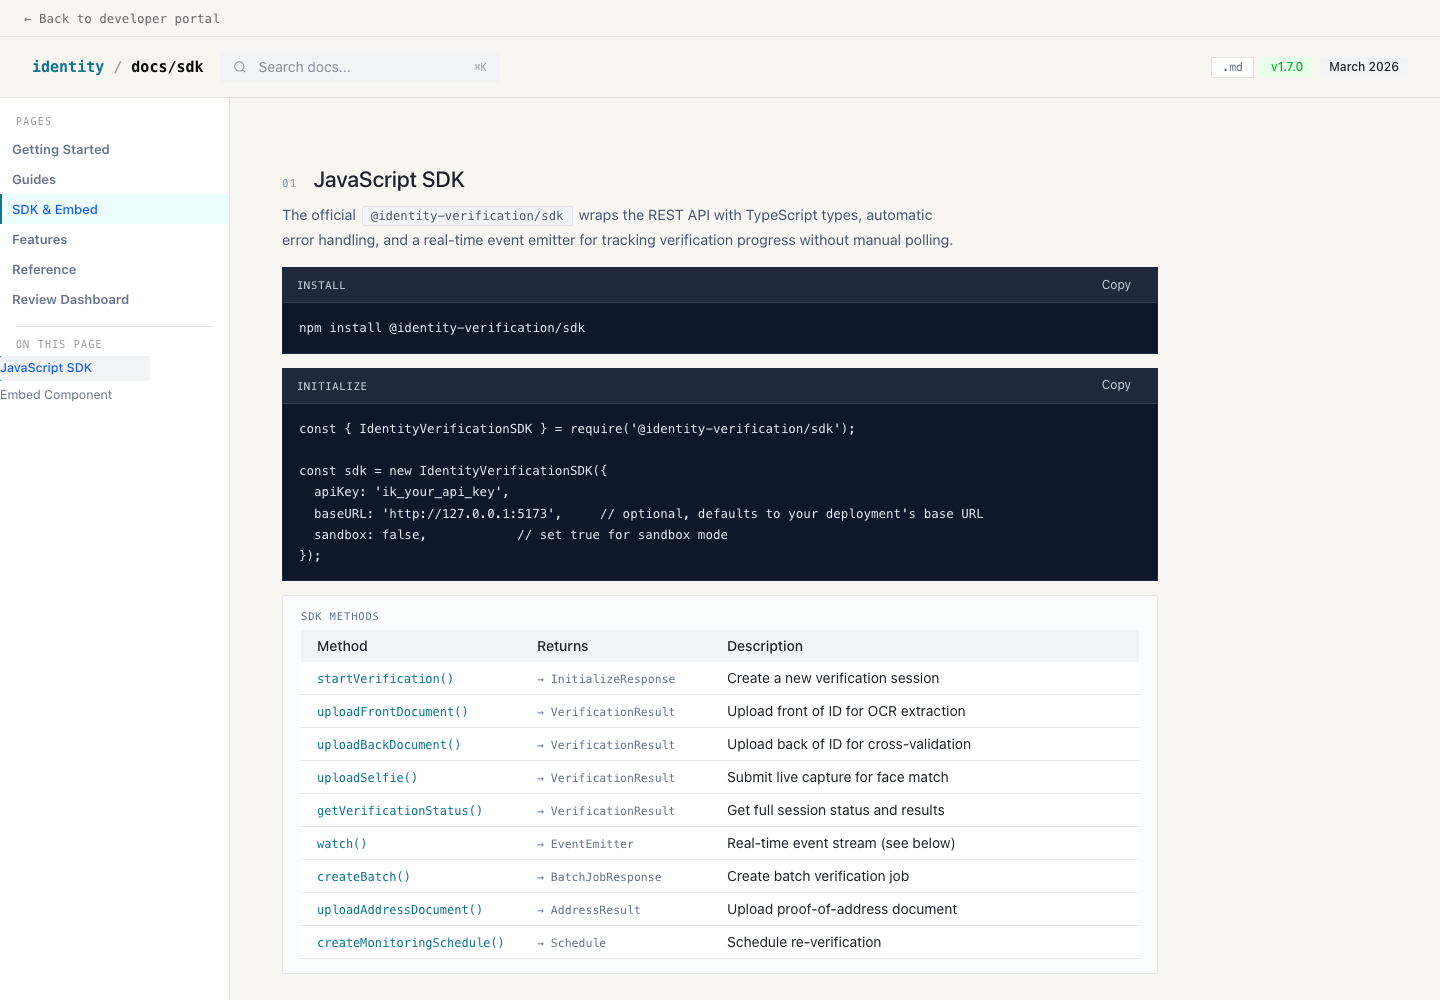 ← Back to developer portal
identity / docs/sdk
Search docs...
⌘K
.md
v1.7.0
March 2026
PAGES
Getting Started
Guides
SDK & Embed
Features
Reference
Review Dashboard
ON THIS PAGE
JavaScript SDK
Embed Component
01 JavaScript SDK
The official @identity-verification/sdk wraps the REST API with TypeScript types, automatic
error handling, and a real-time event emitter for tracking verification progress without manual polling.
INSTALL Copy
npm install @identity-verification/sdk
INITIALIZE Copy
const { IdentityVerificationSDK } = require('@identity-verification/sdk');
const sdk = new IdentityVerificationSDK({
  apiKey: 'ik_your_api_key',
  baseURL: 'http://127.0.0.1:5173',     // optional, defaults to your deployment's base URL
  sandbox: false,            // set true for sandbox mode
});
SDK METHODS
Method Returns Description
startVerification() → InitializeResponse Create a new verification session
uploadFrontDocument() → VerificationResult Upload front of ID for OCR extraction
uploadBackDocument() → VerificationResult Upload back of ID for cross-validation
uploadSelfie() → VerificationResult Submit live capture for face match
getVerificationStatus() → VerificationResult Get full session status and results
watch() → EventEmitter Real-time event stream (see below)
createBatch() → BatchJobResponse Create batch verification job
uploadAddressDocument() → AddressResult Upload proof-of-address document
createMonitoringSchedule() → Schedule Schedule re-verification